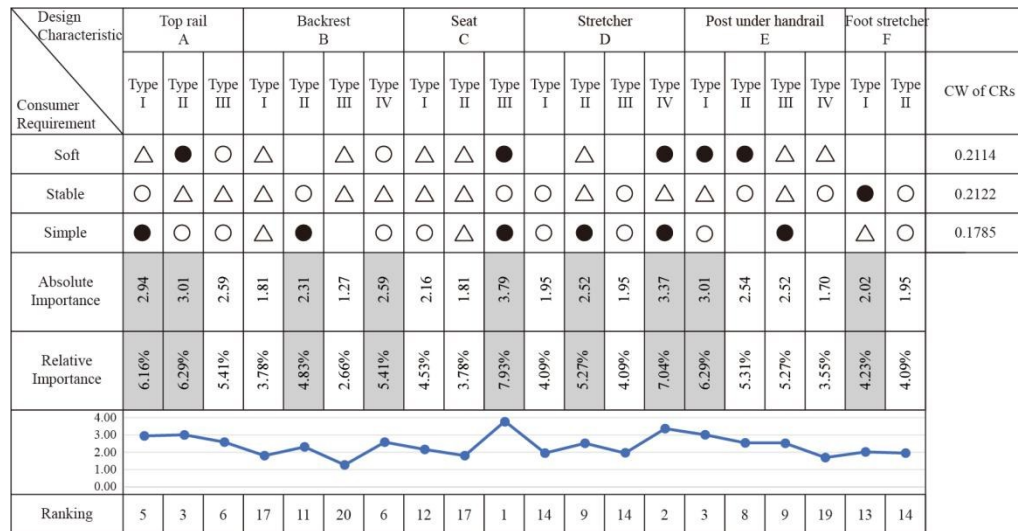 Design Characteristic
Consumer Requirement
Top rail A
Backrest B
Seat C
Stretcher D
Post under handrail E
Foot stretcher F
Type I Type II Type III Type I Type II Type III Type IV Type I Type II Type III Type I Type II Type III Type IV Type I Type II Type III Type IV Type I Type II CW of CRs
Soft △ ● ○ △ △ ○ △ △ ● △ ● ● ● △ △ 0.2114
Stable ○ △ △ △ ○ △ △ △ △ ○ ○ △ ○ △ △ ○ △ ○ ● ○ 0.2122
Simple ● ○ ○ △ ● ○ ○ △ ● ○ ● ○ ● ○ ● △ ○ 0.1785
Absolute Importance 2.94 3.01 2.59 1.81 2.31 1.27 2.59 2.16 1.81 3.79 1.95 2.52 1.95 3.37 3.01 2.54 2.52 1.70 2.02 1.95
Relative Importance 6.16% 6.29% 5.41% 3.78% 4.83% 2.66% 5.41% 4.53% 3.78% 7.93% 4.09% 5.27% 4.09% 7.04% 6.29% 5.31% 5.27% 3.55% 4.23% 4.09%
4.00
3.00
2.00
1.00
0.00
Ranking 5 3 6 17 11 20 6 12 17 1 14 9 14 2 3 8 9 19 13 14